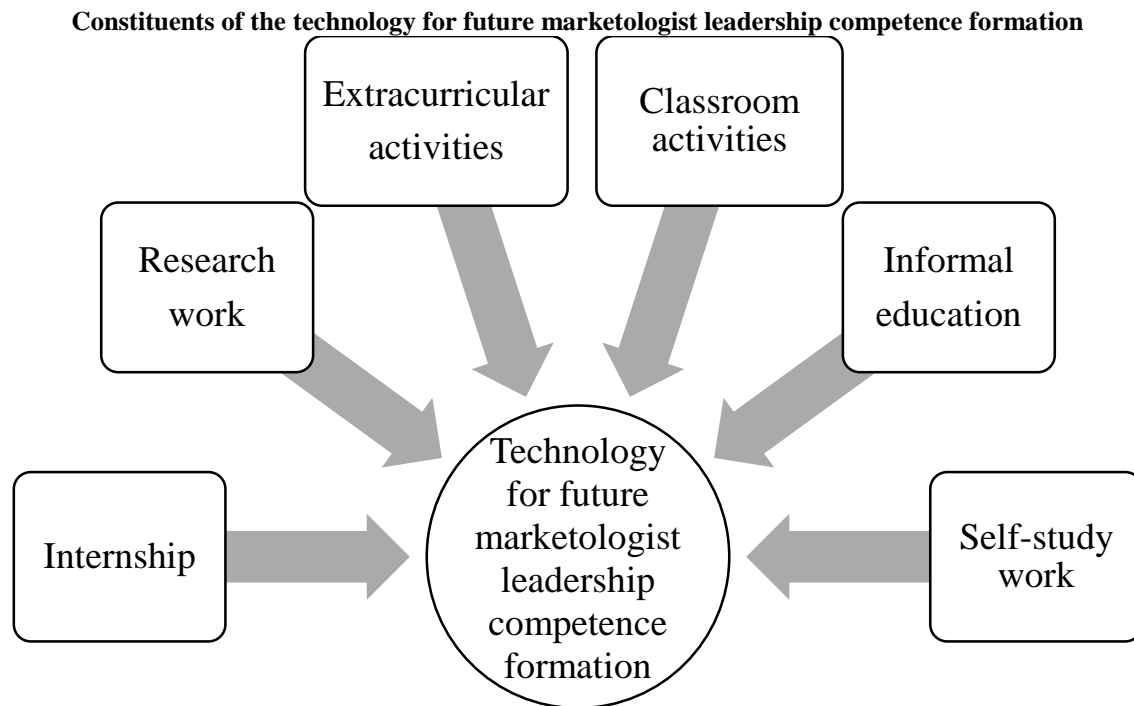 Constituents of the technology for future marketologist leadership competence formation
Extracurricular
activities
Classroom
activities
Research
work
Informal
education
Internship
Technology
for future
marketologist
leadership
competence
formation
Self-study
work